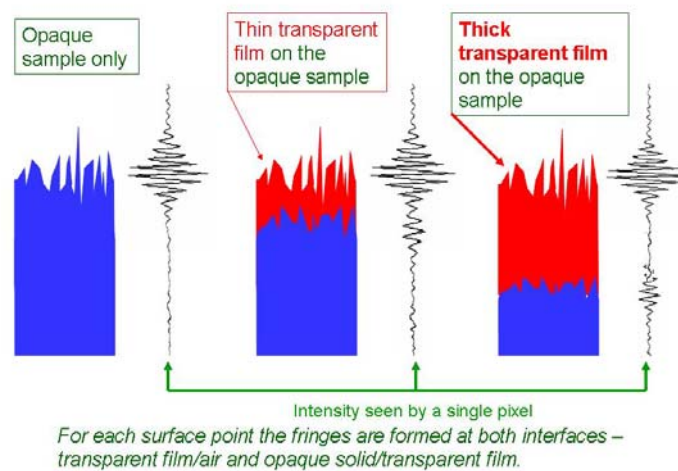 Opaque
sample only
Thin transparent
film on the
opaque sample
Thick
transparent film
on the opaque
sample
Intensity seen by a single pixel
For each surface point the fringes are formed at both interfaces –
transparent film/air and opaque solid/transparent film.